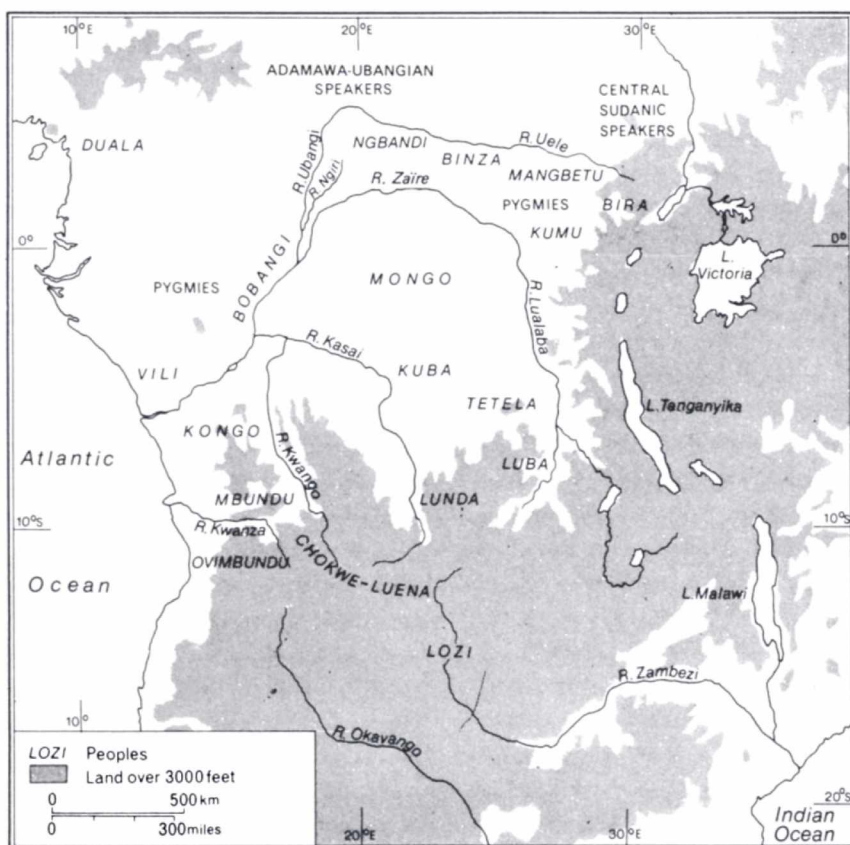 10°E
20°E
30°E
ADAMAWA-UBANGIAN
SPEAKERS
CENTRAL
SUDANIC
SPEAKERS
DUALA
R.Ubangi
NGBANDI
R. Uele
BINZA
R. Ngiri
R. Zaïre
MANGBETU
PYGMIES
BIRA
KUMU
0°
0°
BOBANGI
MONGO
L.
Victoria
PYGMIES
R. Lualaba
R. Kasai
VILI
KUBA
TETELA
L.Tanganyika
KONGO
R. Kwango
Atlantic
LUBA
MBUNDU
LUNDA
10°S
10°S
R. Kwanza
OVIMBUNDU
CHOKWE-LUENA
Ocean
L.Malawi
LOZI
R. Zambezi
10°
R. Okavango
LOZI Peoples
Land over 3000 feet
0 500 km
0 300 miles
20°E
30°E
20°S
Indian
Ocean